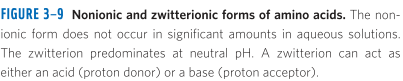 FIGURE 3–9 Nonionic and zwitterionic forms of amino acids. The non-
ionic form does not occur in significant amounts in aqueous solutions.
The zwitterion predominates at neutral pH. A zwitterion can act as
either an acid (proton donor) or a base (proton acceptor).